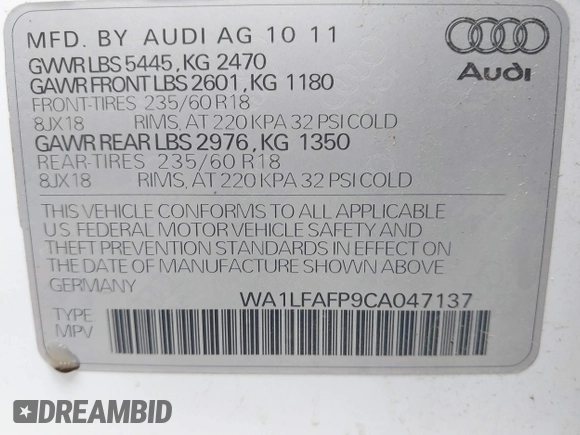 MFD. BY AUDI AG 10 11
GVWR LBS 5445, KG 2470
GAWR FRONT LBS 2601, KG 1180
FRONT-TIRES 235/60 R18
8JX18 RIMS, AT 220 KPA 32 PSI COLD
GAWR REAR LBS 2976, KG 1350
REAR-TIRES 235/60 R18
8JX18 RIMS, AT 220 KPA 32 PSI COLD
Audi
THIS VEHICLE CONFORMS TO ALL APPLICABLE
U.S. FEDERAL MOTOR VEHICLE SAFETY AND
THEFT PREVENTION STANDARDS IN EFFECT ON
THE DATE OF MANUFACTURE SHOWN ABOVE.
GERMANY
WA1LFAFP9CA047137
TYPE
MPV
DREAMBID